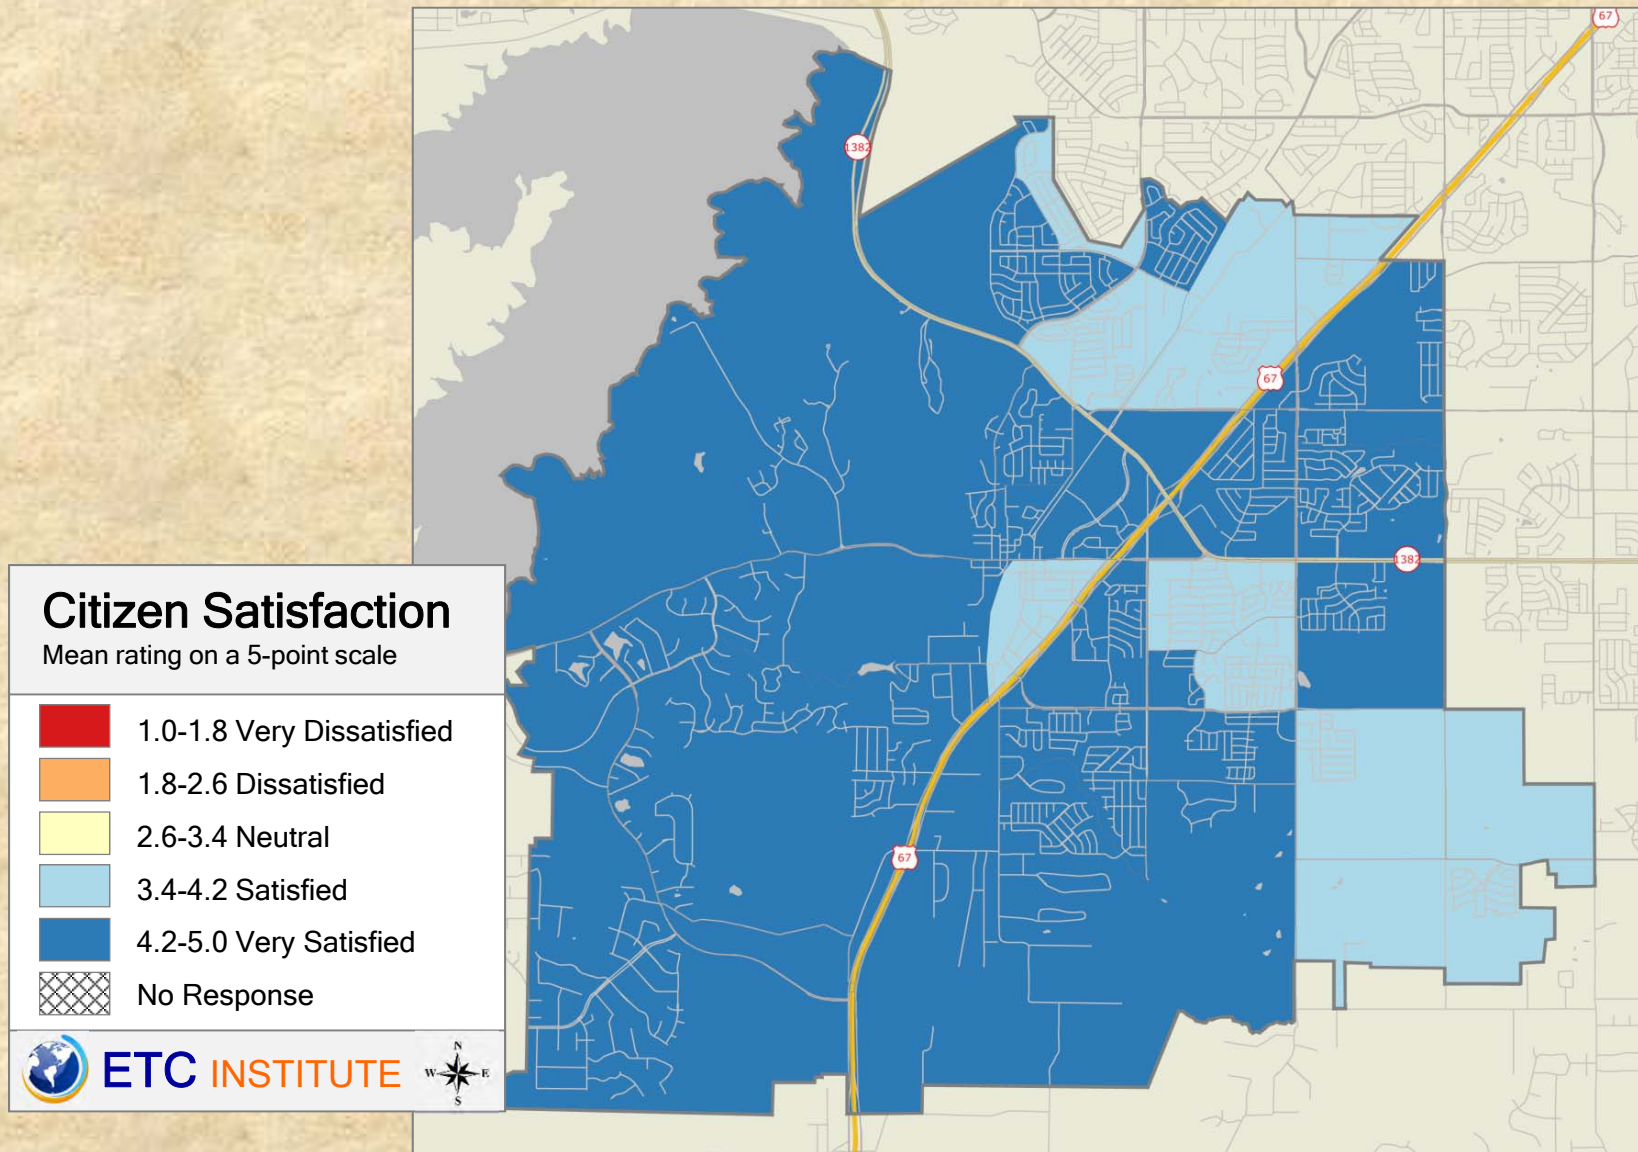 67
1382
67
1382
Citizen Satisfaction
Mean rating on a 5-point scale
1.0-1.8 Very Dissatisfied
1.8-2.6 Dissatisfied
2.6-3.4 Neutral
3.4-4.2 Satisfied
4.2-5.0 Very Satisfied
No Response
67
ETC INSTITUTE
N
W E
S